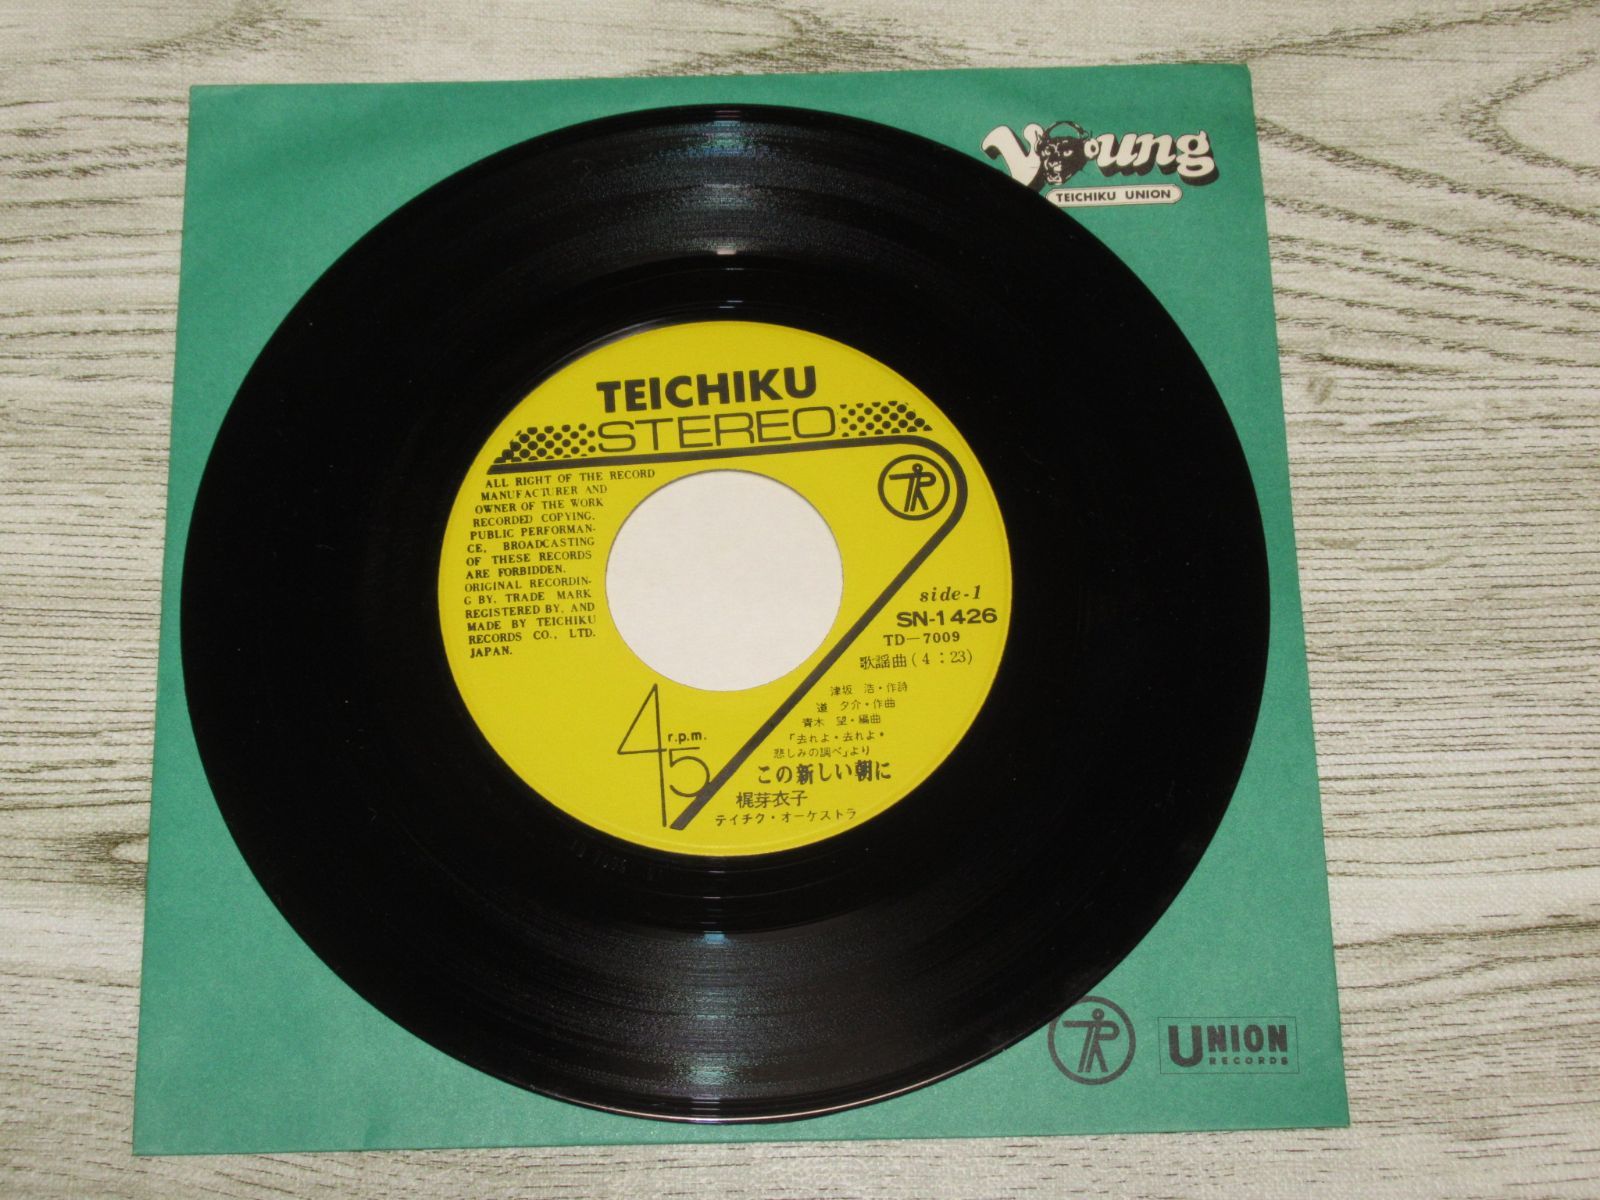 Young
TEICHIKU UNION
TEICHIKU
STEREO
ALL RIGHT OF THE RECORD
MANUFACTURER AND
OWNER OF THE WORK
RECORDED COPYING.
PUBLIC PERFORMAN-
CE, BROADCASTING
OF THESE RECORDS
ARE FORBIDDEN.
ORIGINAL RECORDIN-
G BY, TRADE MARK
REGISTERED BY, AND
MADE BY TEICHIKU
RECORDS CO., LTD.
JAPAN.
side-1
SN-1426
TD-7009
歌謡曲(4:23)
津坂 浩・作詩
道 夕介・作曲
青木 望・編曲
「去れよ・去れよ・
悲しみの調べ」より
この新しい朝に
梶芽衣子
テイチク・オーケストラ
45 r.p.m.
UNION
RECORDS